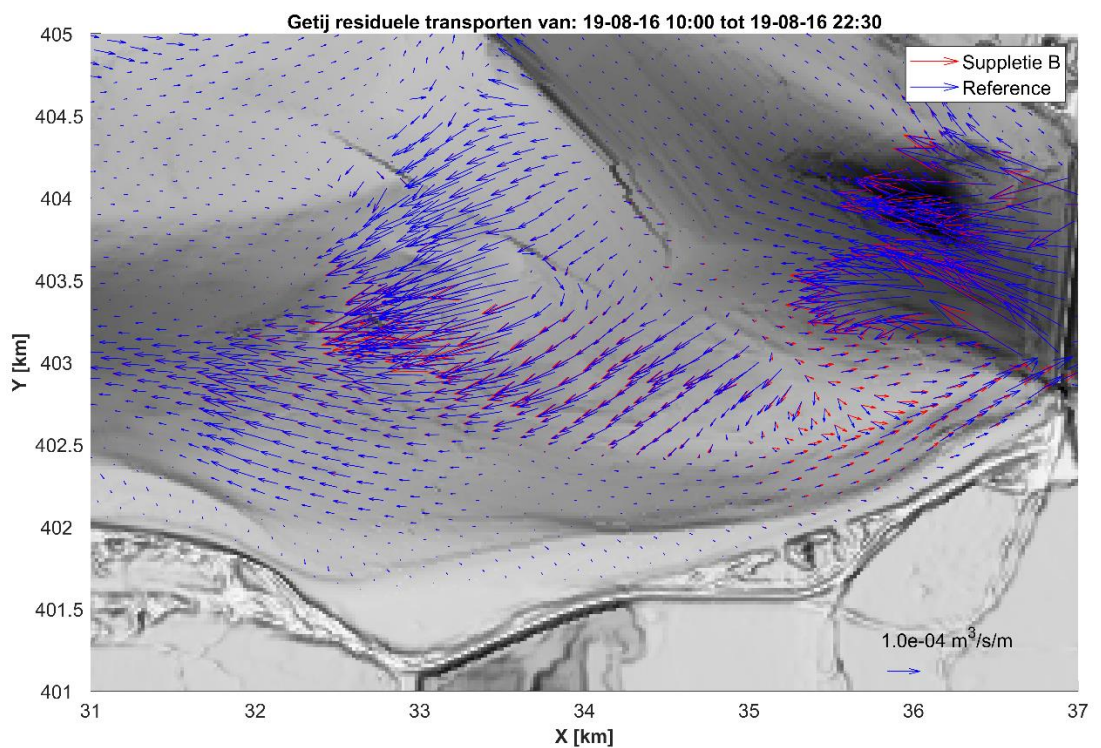 Getij residuele transporten van: 19-08-16 10:00 tot 19-08-16 22:30
405
404.5
404
403.5
403
402.5
402
401.5
401
Y [km]
Suppletie B
Reference
1.0e-04 m³/s/m
31
32
33
34
35
36
37
X [km]